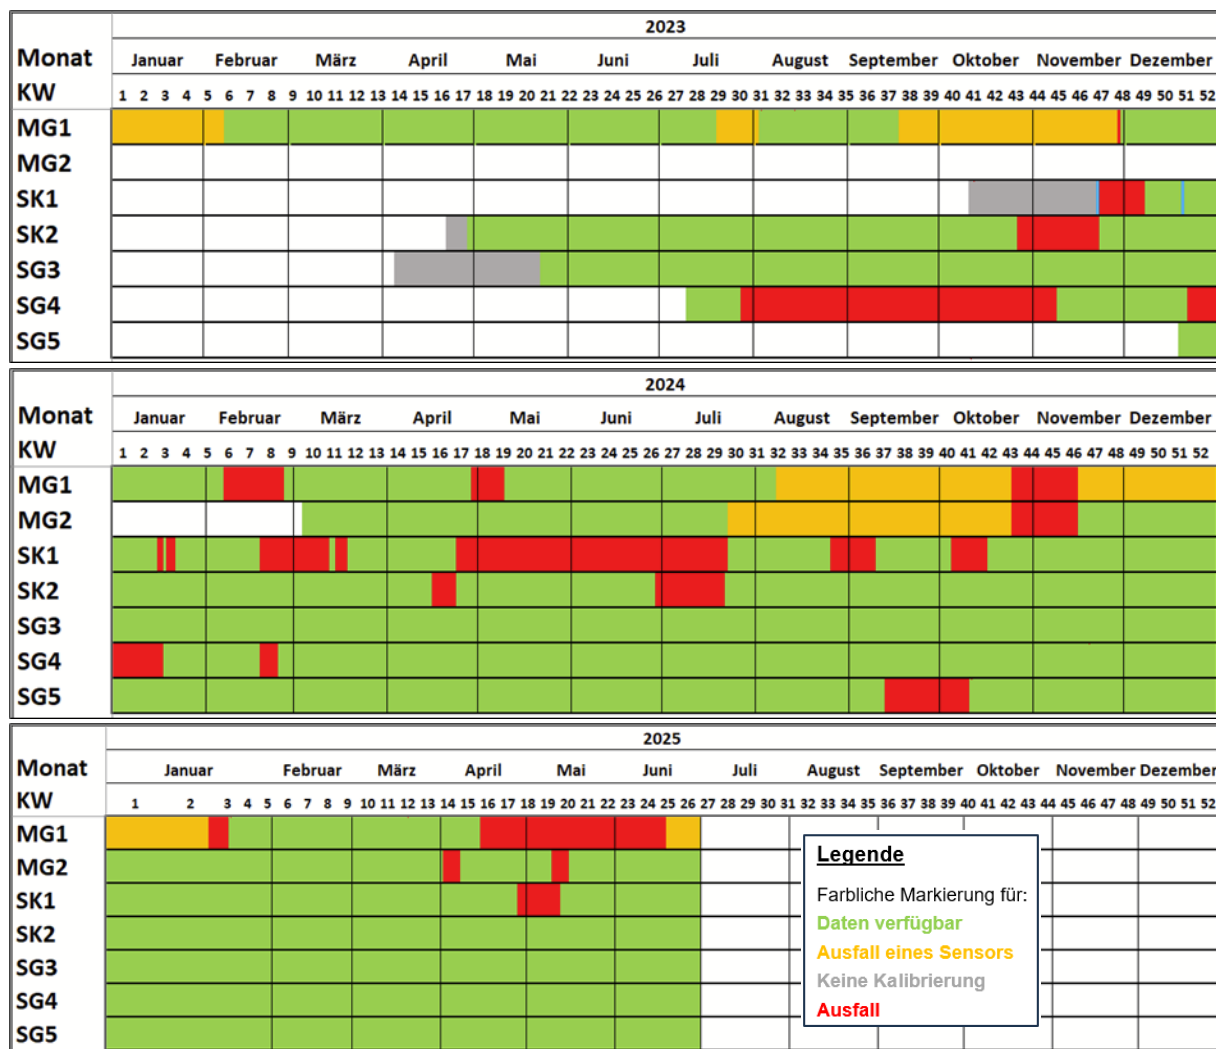 2023
Monat Januar Februar März April Mai Juni Juli August September Oktober November Dezember
KW 1 2 3 4 5 6 7 8 9 10 11 12 13 14 15 16 17 18 19 20 21 22 23 24 25 26 27 28 29 30 31 32 33 34 35 36 37 38 39 40 41 42 43 44 45 46 47 48 49 50 51 52
MG1
MG2
SK1
SK2
SG3
SG4
SG5
2024
Monat Januar Februar März April Mai Juni Juli August September Oktober November Dezember
KW 1 2 3 4 5 6 7 8 9 10 11 12 13 14 15 16 17 18 19 20 21 22 23 24 25 26 27 28 29 30 31 32 33 34 35 36 37 38 39 40 41 42 43 44 45 46 47 48 49 50 51 52
MG1
MG2
SK1
SK2
SG3
SG4
SG5
2025
Monat Januar Februar März April Mai Juni Juli August September Oktober November Dezember
KW 1 2 3 4 5 6 7 8 9 10 11 12 13 14 15 16 17 18 19 20 21 22 23 24 25 26 27 28 29 30 31 32 33 34 35 36 37 38 39 40 41 42 43 44 45 46 47 48 49 50 51 52
MG1
MG2
SK1
SK2
SG3
SG4
SG5
Legende
Farbliche Markierung für:
Daten verfügbar
Ausfall eines Sensors
Keine Kalibrierung
Ausfall